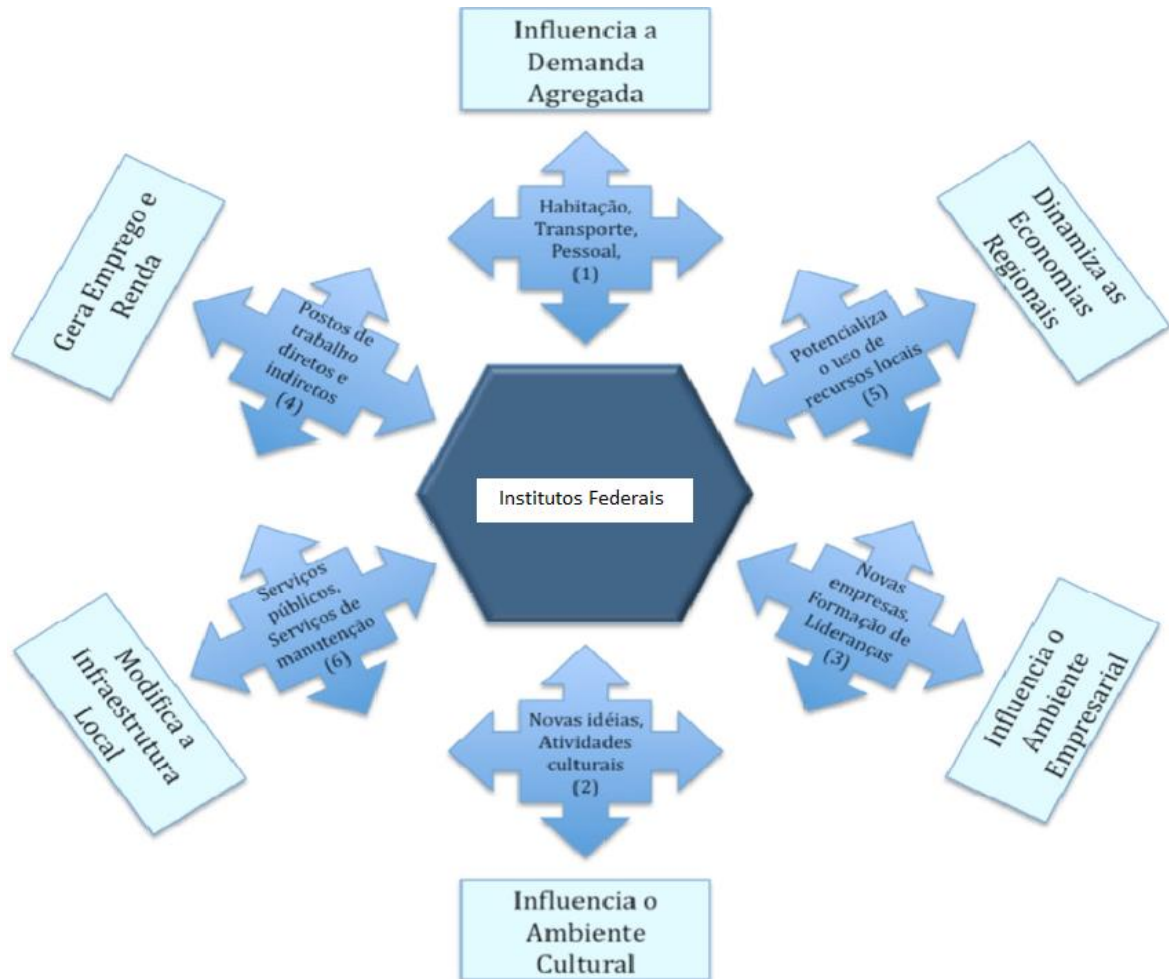 Influencia a
Demanda
Agregada
Habitação,
Transporte,
Pessoal,
(1)
Gera Emprego e
Renda
Postos de
trabalho
diretos e
indiretos
(4)
Dinamiza as
Economias
Regionais
Potencializa
o uso de
recursos locais
(5)
Institutos Federais
Modifica a
Infraestrutura
Local
Serviços
públicos,
Serviços de
manutenção
(6)
Novas
empresas,
Formação de
Lideranças
(3)
Influencia o
Ambiente
Empresarial
Novas idéias,
Atividades
culturais
(2)
Influencia o
Ambiente
Cultural